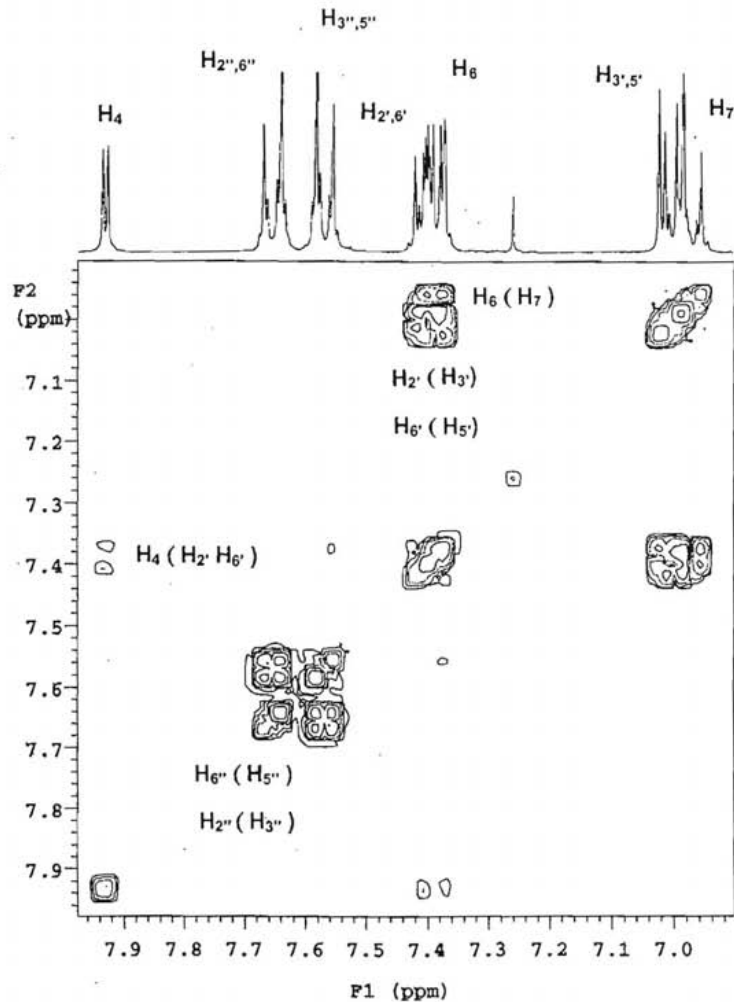 H₃'',₅''
H₂'',₆''
H₆
H₃',₅'
H₄
H₂',₆'
H₇
F2
(ppm)
H₆ (H₇)
7.1
H₂' (H₃')
7.2
H₆' (H₅')
7.3
7.4
H₄ (H₂' H₆')
7.5
7.6
7.7
H₆'' (H₅'')
7.8
H₂'' (H₃'')
7.9
7.9 7.8 7.7 7.6 7.5 7.4 7.3 7.2 7.1 7.0
F1 (ppm)